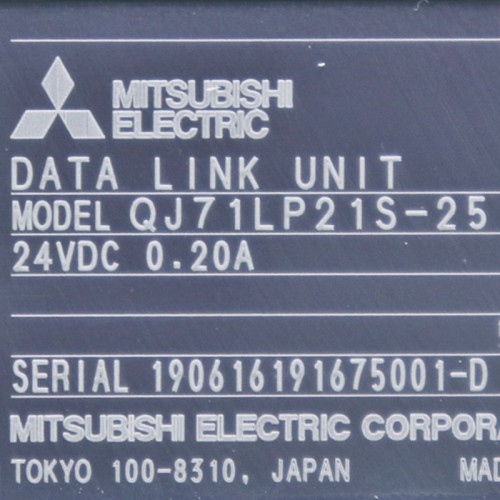 MITSUBISHI
ELECTRIC
DATA LINK UNIT
MODEL QJ71LP21S-25
24VDC 0.20A
SERIAL 190616191675001-D
MITSUBISHI ELECTRIC
TOKYO 100-8310, JAPAN